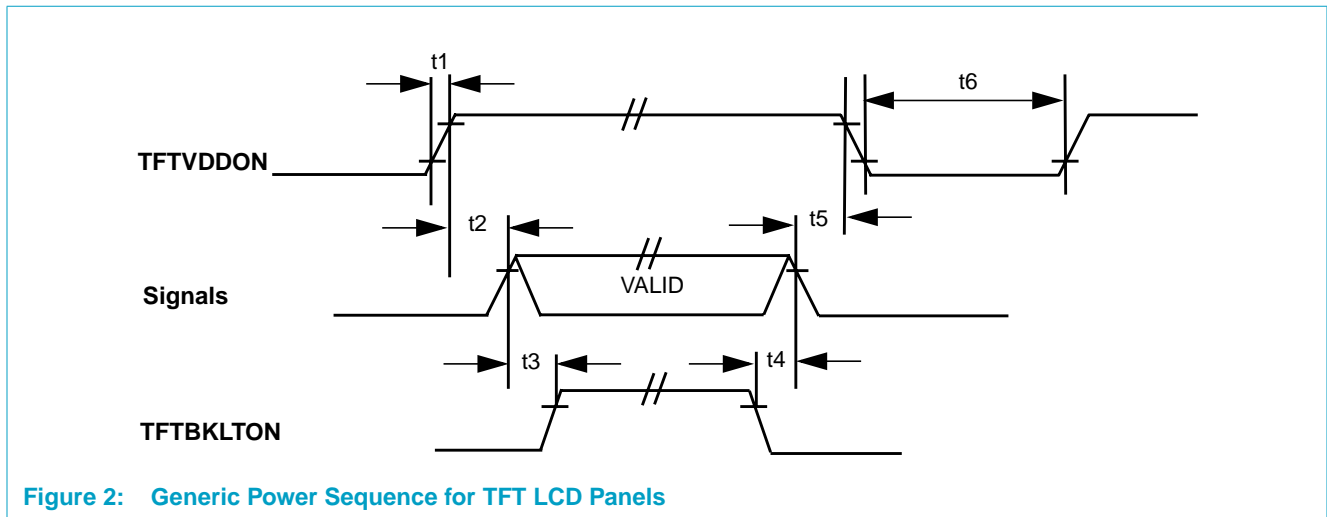 t1
t6
TFTVDDON
t2
t5
VALID
Signals
t3
t4
TFTBKLTON
Figure 2: Generic Power Sequence for TFT LCD Panels